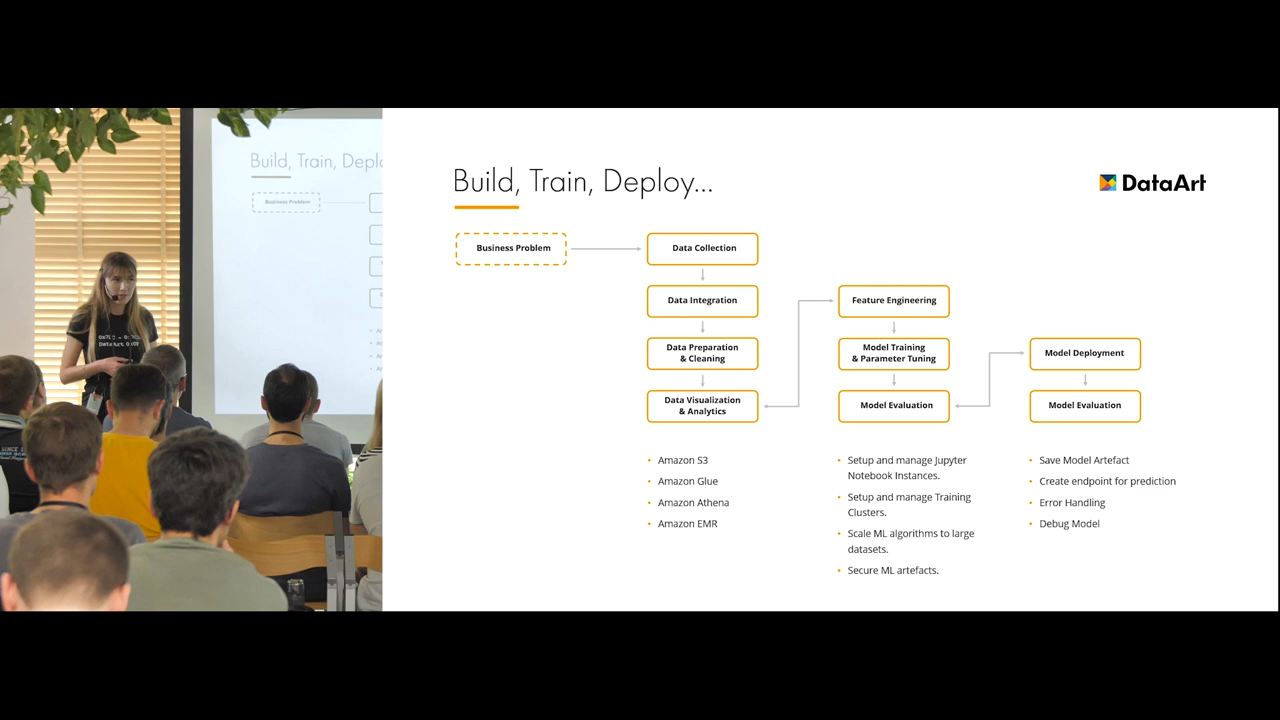 Build, Train, Deploy...
DataArt
Business Problem
Data Collection
Data Integration
Data Preparation
& Cleaning
Data Visualization
& Analytics
Feature Engineering
Model Training
& Parameter Tuning
Model Evaluation
Model Deployment
Model Evaluation
• Amazon S3
• Amazon Glue
• Amazon Athena
• Amazon EMR
• Setup and manage Jupyter
Notebook Instances.
• Setup and manage Training
Clusters.
• Scale ML algorithms to large
datasets.
• Secure ML artefacts.
• Save Model Artefact
• Create endpoint for prediction
• Error Handling
• Debug Model
Build, Train, Deplo
Business Problem